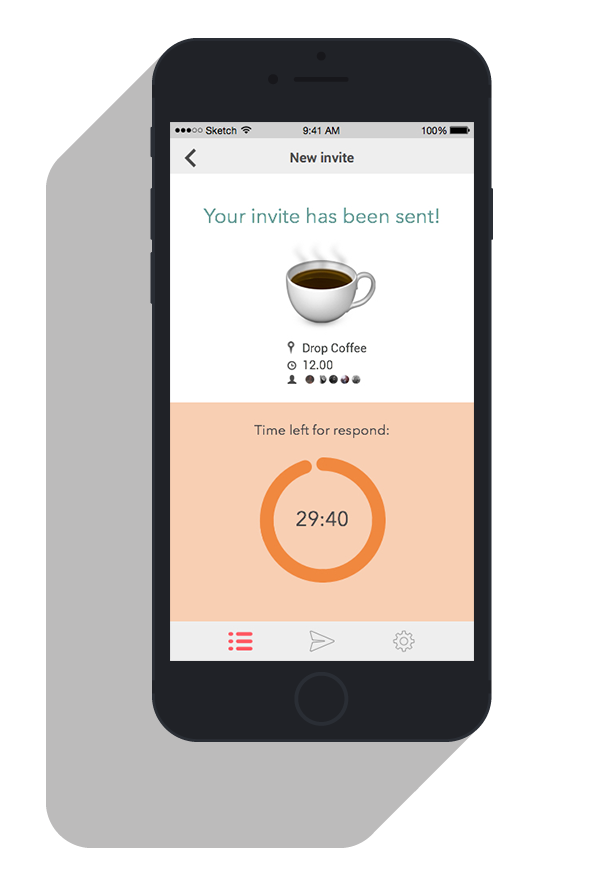 Sketch 9:41 AM 100%
New invite
Your invite has been sent!
Drop Coffee
12.00
Time left for respond:
29:40